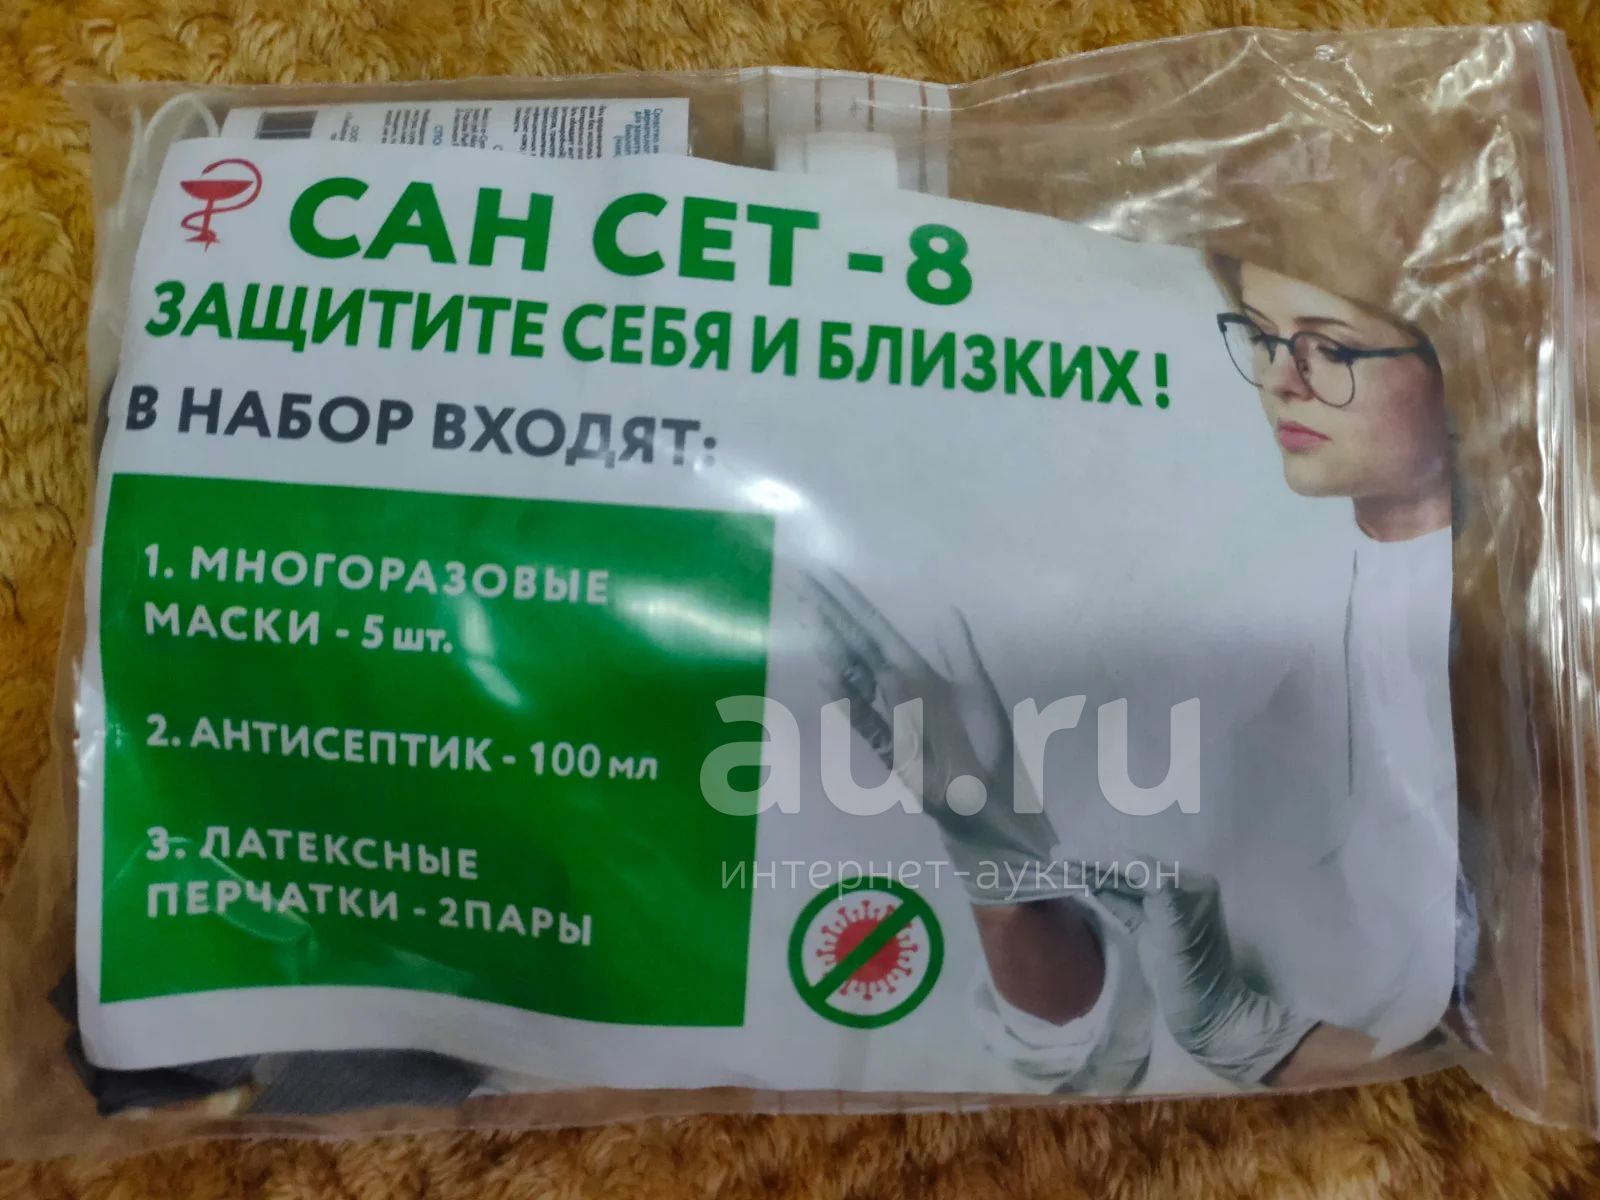 САН СЕТ - 8
ЗАЩИТИТЕ СЕБЯ И БЛИЗКИХ!
В НАБОР ВХОДЯТ:
1. МНОГОРАЗОВЫЕ
МАСКИ - 5 шт.
2. АНТИСЕПТИК - 100 мл
3. ЛАТЕКСНЫЕ
ПЕРЧАТКИ - 2ПАРЫ
au.ru
интернет-аукцион